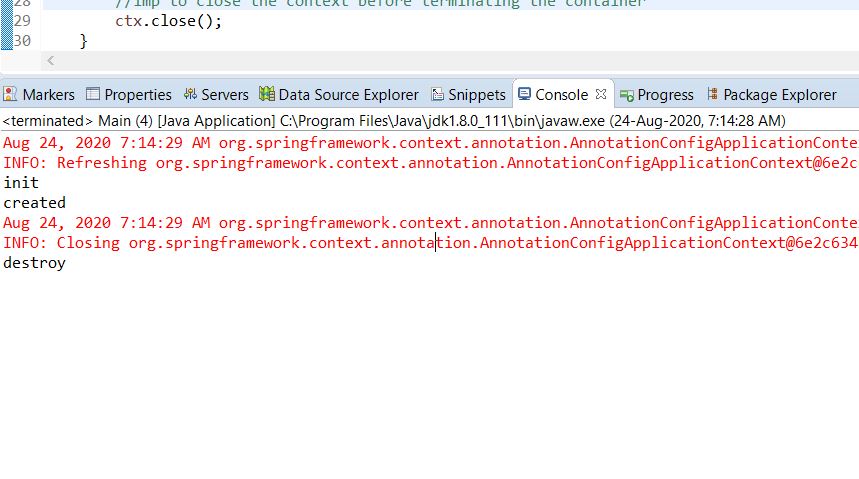 28 //imp to close the context before terminating the container
29 ctx.close();
30 }
Markers Properties Servers Data Source Explorer Snippets Console Progress Package Explorer
<terminated> Main (4) [Java Application] C:\Program Files\Java\jdk1.8.0_111\bin\javaw.exe (24-Aug-2020, 7:14:28 AM)
Aug 24, 2020 7:14:29 AM org.springframework.context.annotation.AnnotationConfigApplicationConte
INFO: Refreshing org.springframework.context.annotation.AnnotationConfigApplicationContext@6e2c
init
created
Aug 24, 2020 7:14:29 AM org.springframework.context.annotation.AnnotationConfigApplicationConte
INFO: Closing org.springframework.context.annotation.AnnotationConfigApplicationContext@6e2c634
destroy